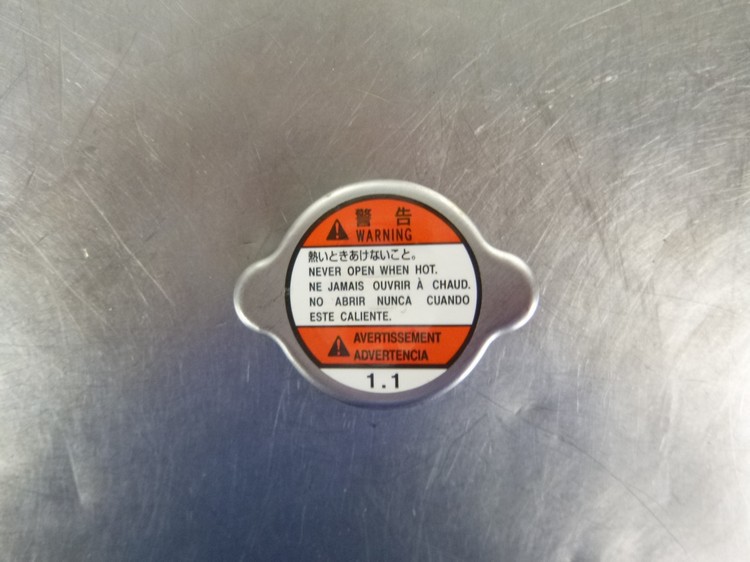 警告
WARNING
熱いときあけないこと。
NEVER OPEN WHEN HOT.
NE JAMAIS OUVRIR À CHAUD.
NO ABRIR NUNCA CUANDO
ESTE CALIENTE.
AVERTISSEMENT
ADVERTENCIA
1.1